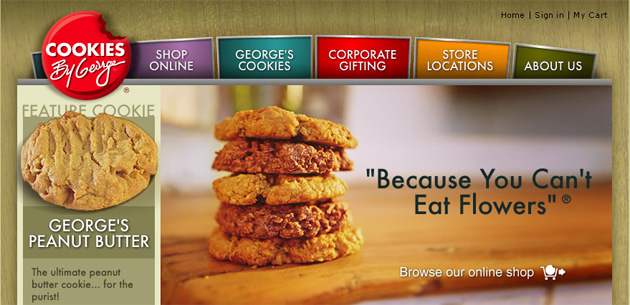 Home | Sign in | My Cart
COOKIES
By George
®
SHOP
ONLINE
GEORGE'S
COOKIES
CORPORATE
GIFTING
STORE
LOCATIONS
ABOUT US
FEATURE COOKIE
GEORGE'S
PEANUT BUTTER
The ultimate peanut
butter cookie... for the
purist!
"Because You Can't
Eat Flowers"®
Browse our online shop